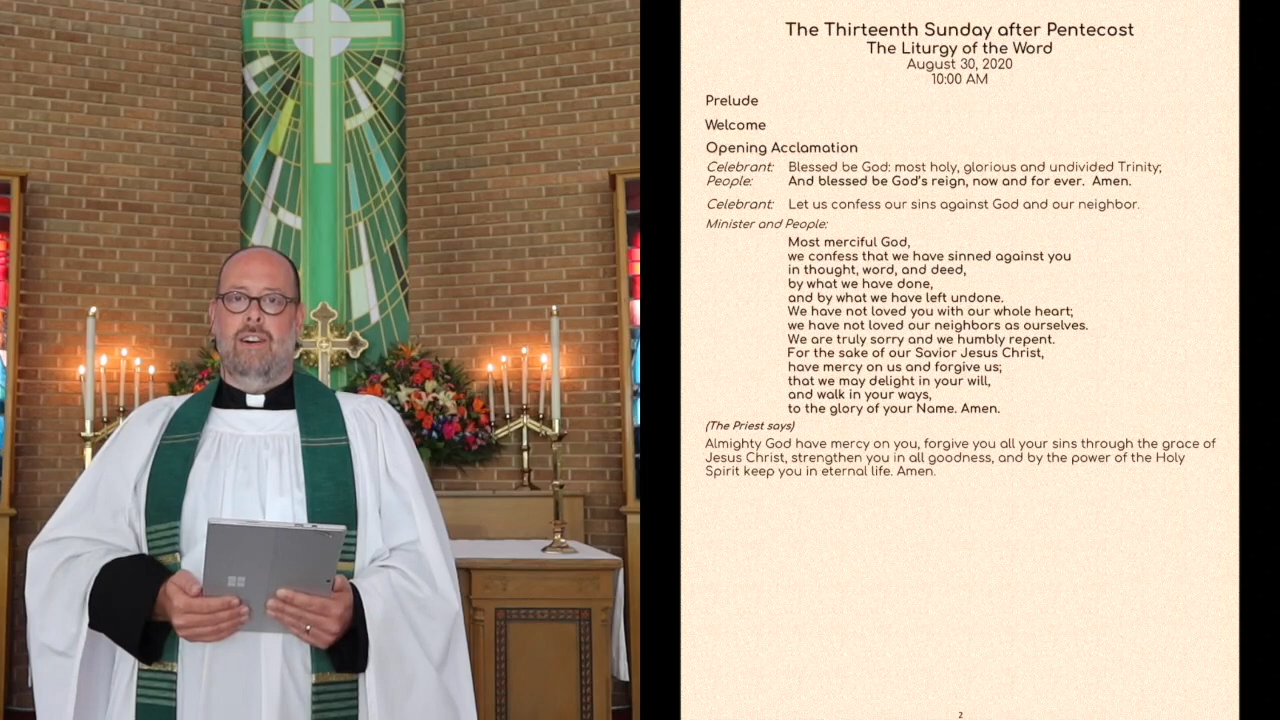 The Thirteenth Sunday after Pentecost
The Liturgy of the Word
August 30, 2020
10:00 AM
Prelude
Welcome
Opening Acclamation
Celebrant: Blessed be God: most holy, glorious and undivided Trinity;
People: And blessed be God's reign, now and for ever. Amen.
Celebrant: Let us confess our sins against God and our neighbor.
Minister and People:
Most merciful God,
we confess that we have sinned against you
in thought, word, and deed,
by what we have done,
and by what we have left undone.
We have not loved you with our whole heart;
we have not loved our neighbors as ourselves.
We are truly sorry and we humbly repent.
For the sake of our Savior Jesus Christ,
have mercy on us and forgive us;
that we may delight in your will,
and walk in your ways,
to the glory of your Name. Amen.
(The Priest says)
Almighty God have mercy on you, forgive you all your sins through the grace of
Jesus Christ, strengthen you in all goodness, and by the power of the Holy
Spirit keep you in eternal life. Amen.
2